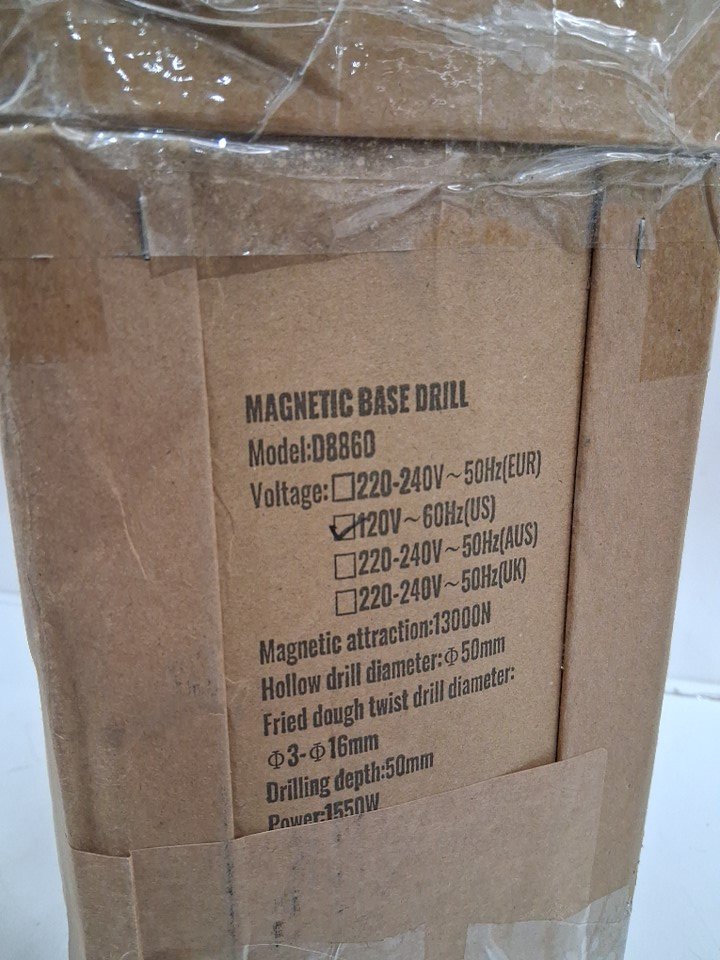 MAGNETIC BASE DRILL
Model:D8860
Voltage:☐220-240V~50Hz(EUR)
☑120V~60Hz(US)
☐220-240V~50Hz(AUS)
☐220-240V~50Hz(UK)
Magnetic attraction:13000N
Hollow drill diameter:Φ50mm
Fried dough twist drill diameter:
Φ3-Φ16mm
Drilling depth:50mm
Power:1550W